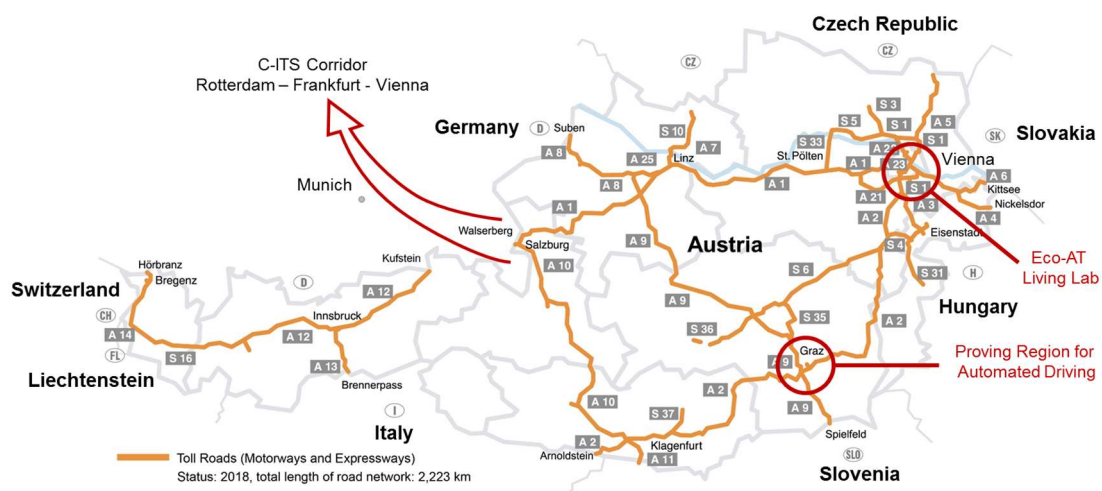 Czech Republic
CZ
CZ
C-ITS Corridor
Rotterdam – Frankfurt - Vienna
Germany
D
Suben
S 10
A 7
S 3
S 5
S 1
A 5
S 1
SK
Slovakia
A 8
A 25
Linz
St. Pölten
S 33
A 1
A 23
Vienna
A 6
Kittsee
Munich
A 8
A 1
A 1
A 21
S 1
A 3
Nickelsdor
A 4
Walserberg
Salzburg
A 9
Austria
A 2
S 4
Eisenstadt
Eco-AT
Living Lab
Hörbranz
Bregenz
D
Kufstein
A 10
S 6
S 31
H
Hungary
Switzerland
CH
A 12
Innsbruck
A 9
A 14
A 12
S 36
S 35
A 2
FL
S 16
A 13
Graz
A 9
Proving Region for
Automated Driving
Liechtenstein
Brennerpass
A 2
A 10
S 37
A 9
I
Italy
A 2
Klagenfurt
Spielfeld
Arnoldstein
A 11
SLO
Slovenia
Toll Roads (Motorways and Expressways)
Status: 2018, total length of road network: 2,223 km